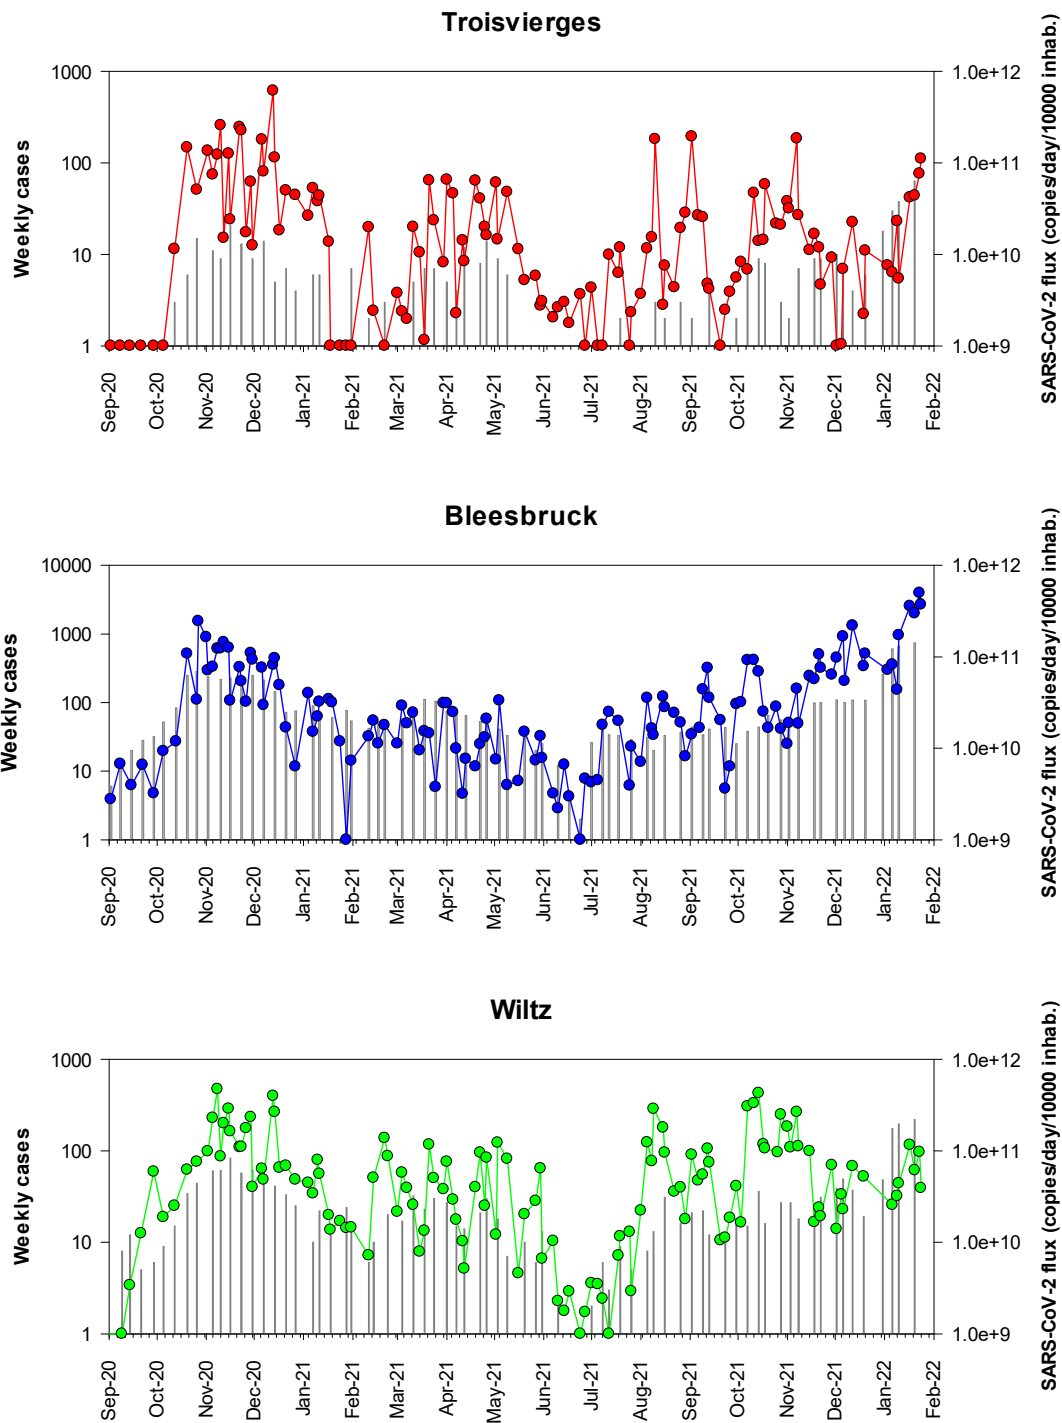 Troisvierges
Weekly cases
1000
100
10
1
1.0e+12
1.0e+11
1.0e+10
1.0e+9
SARS-CoV-2 flux (copies/day/10000 inhab.)
Sep-20
Oct-20
Nov-20
Dec-20
Jan-21
Feb-21
Mar-21
Apr-21
May-21
Jun-21
Jul-21
Aug-21
Sep-21
Oct-21
Nov-21
Dec-21
Jan-22
Feb-22
Bleesbruck
Weekly cases
10000
1000
100
10
1
1.0e+12
1.0e+11
1.0e+10
1.0e+9
SARS-CoV-2 flux (copies/day/10000 inhab.)
Sep-20
Oct-20
Nov-20
Dec-20
Jan-21
Feb-21
Mar-21
Apr-21
May-21
Jun-21
Jul-21
Aug-21
Sep-21
Oct-21
Nov-21
Dec-21
Jan-22
Feb-22
Wiltz
Weekly cases
1000
100
10
1
1.0e+12
1.0e+11
1.0e+10
1.0e+9
SARS-CoV-2 flux (copies/day/10000 inhab.)
Sep-20
Oct-20
Nov-20
Dec-20
Jan-21
Feb-21
Mar-21
Apr-21
May-21
Jun-21
Jul-21
Aug-21
Sep-21
Oct-21
Nov-21
Dec-21
Jan-22
Feb-22